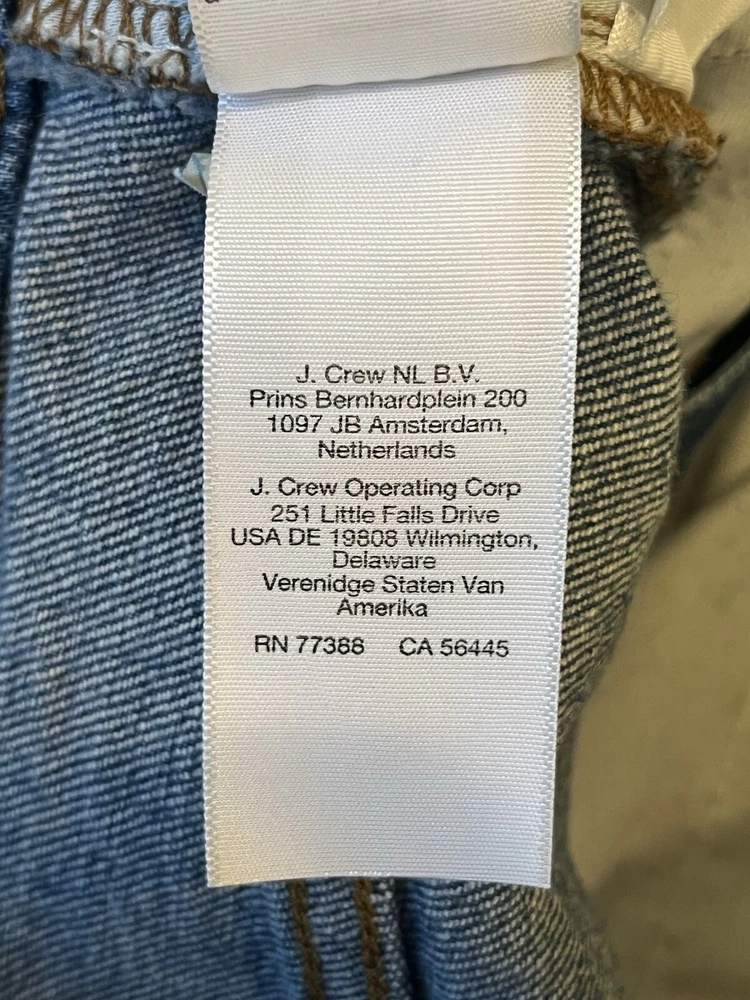 J. Crew NL B.V.
Prins Bernhardplein 200
1097 JB Amsterdam,
Netherlands
J. Crew Operating Corp
251 Little Falls Drive
USA DE 19808 Wilmington,
Delaware
Verenidge Staten Van
Amerika
RN 77388 CA 56445